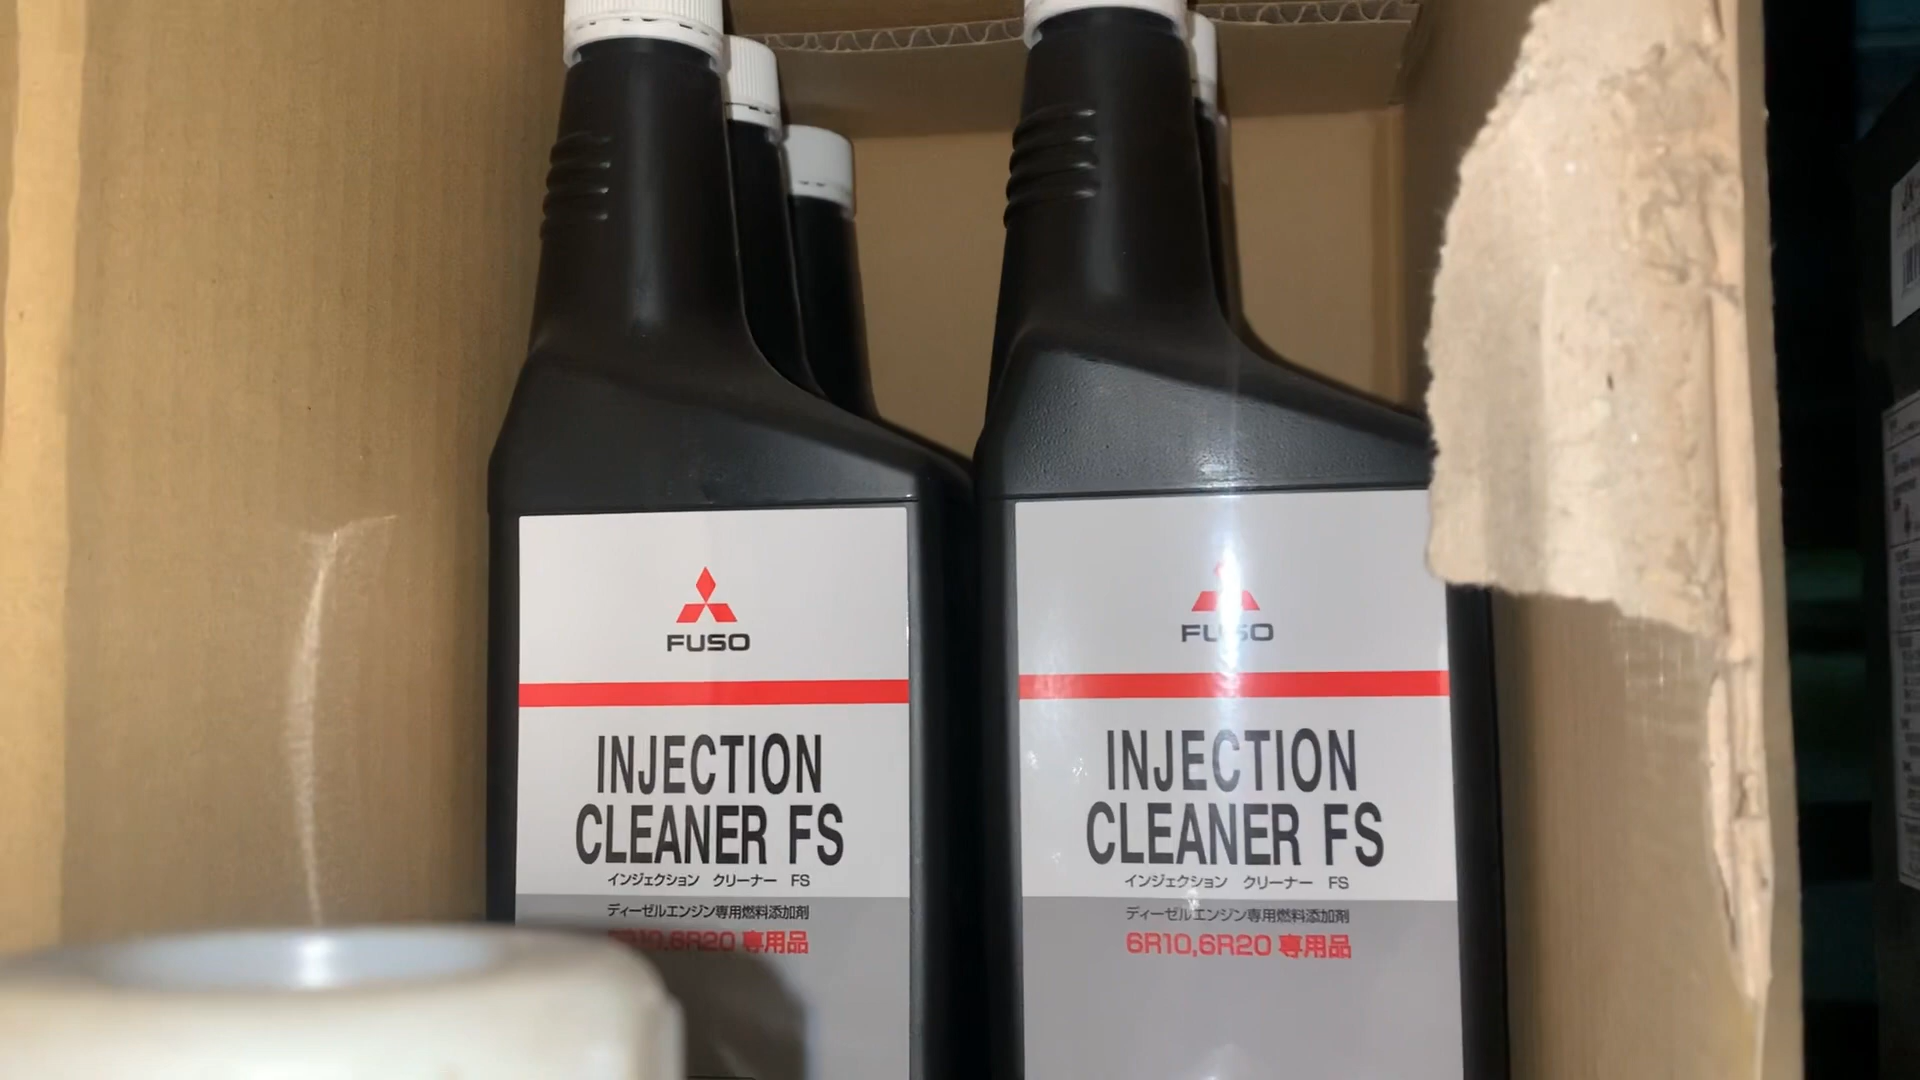 FUSO
INJECTION
CLEANER FS
インジェクション クリーナー FS
ディーゼルエンジン専用燃料添加剤
6R20 専用品
FUSO
INJECTION
CLEANER FS
インジェクション クリーナー FS
ディーゼルエンジン専用燃料添加剤
6R10,6R20 専用品